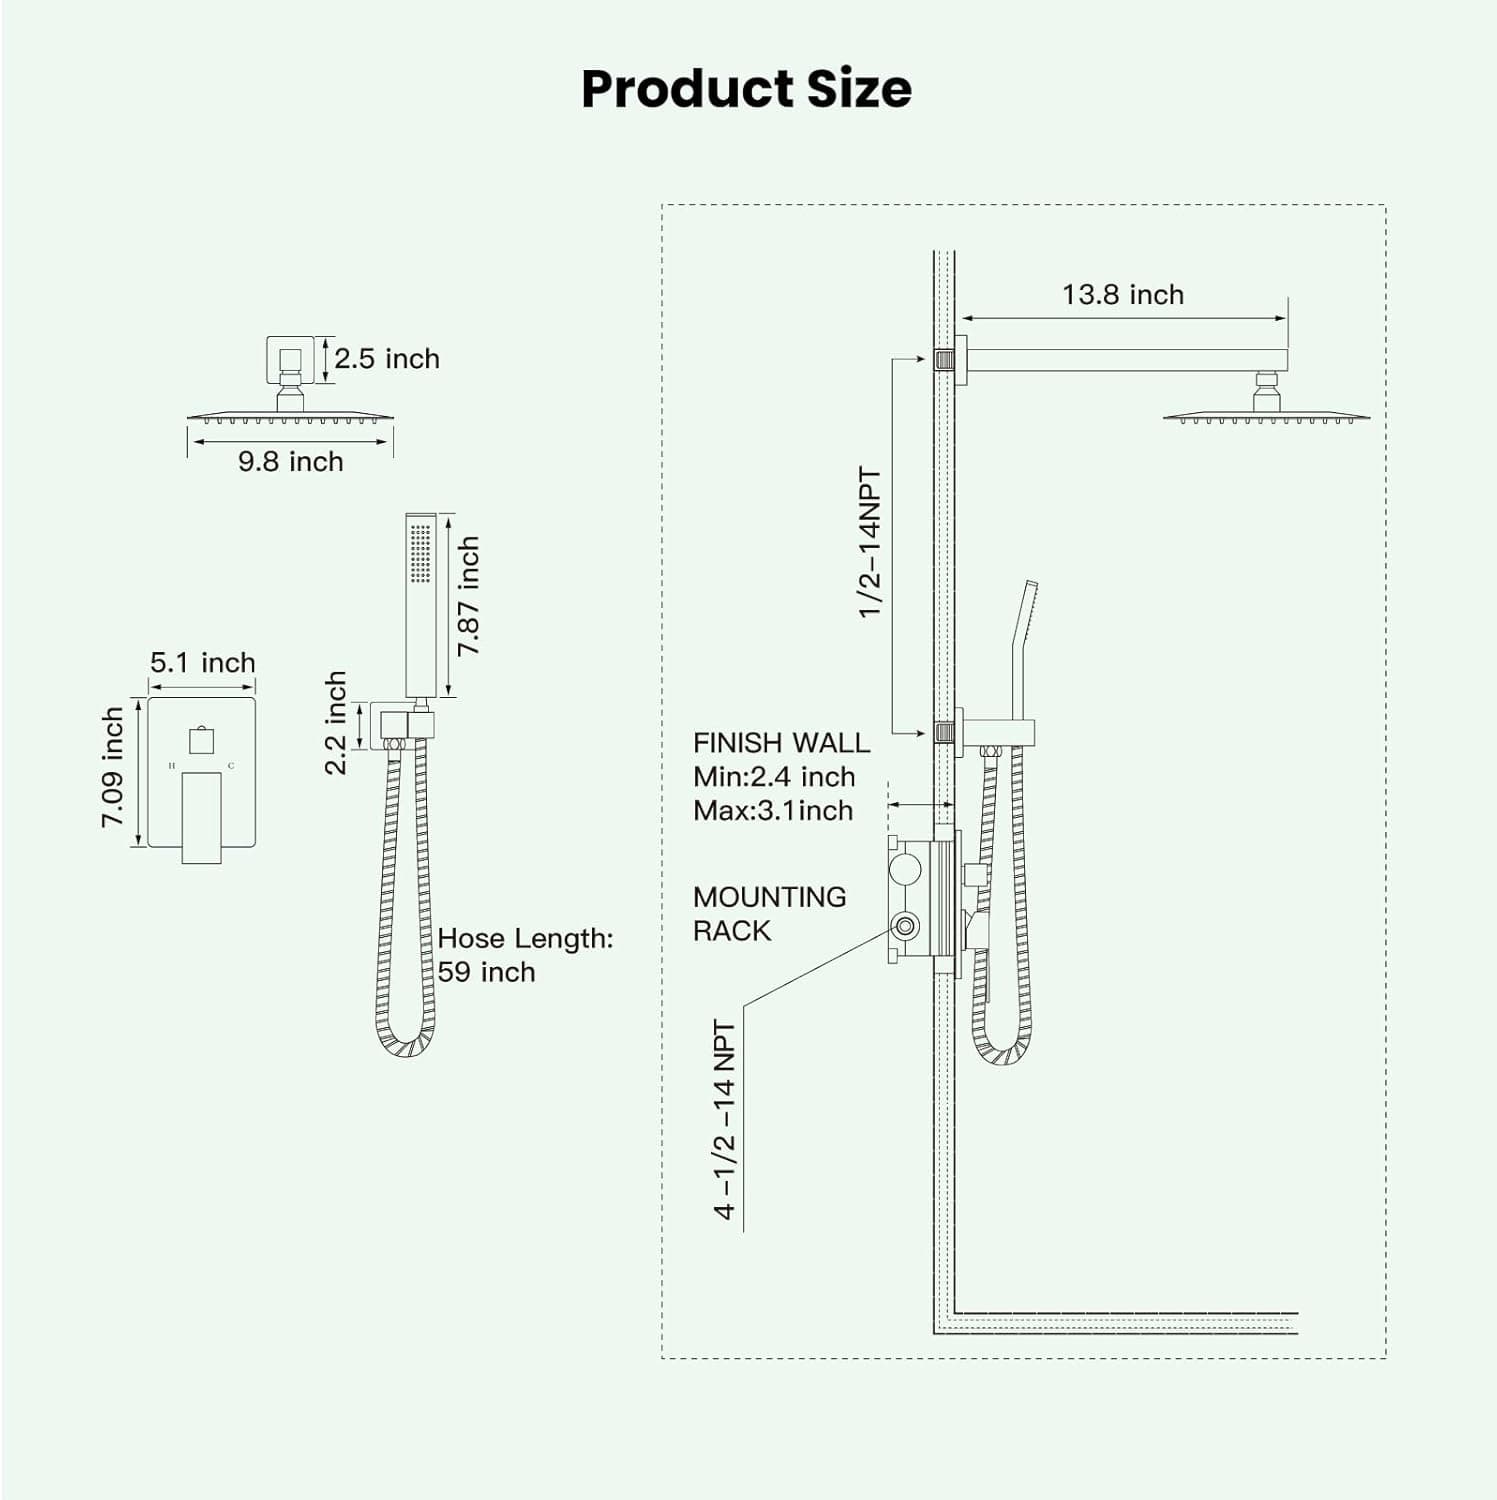 Product Size
13.8 inch
2.5 inch
9.8 inch
1/2-14NPT
7.87 inch
5.1 inch
2.2 inch
7.09 inch
H C
FINISH WALL
Min:2.4 inch
Max:3.1inch
MOUNTING
RACK
Hose Length:
59 inch
4 -1/2 -14 NPT